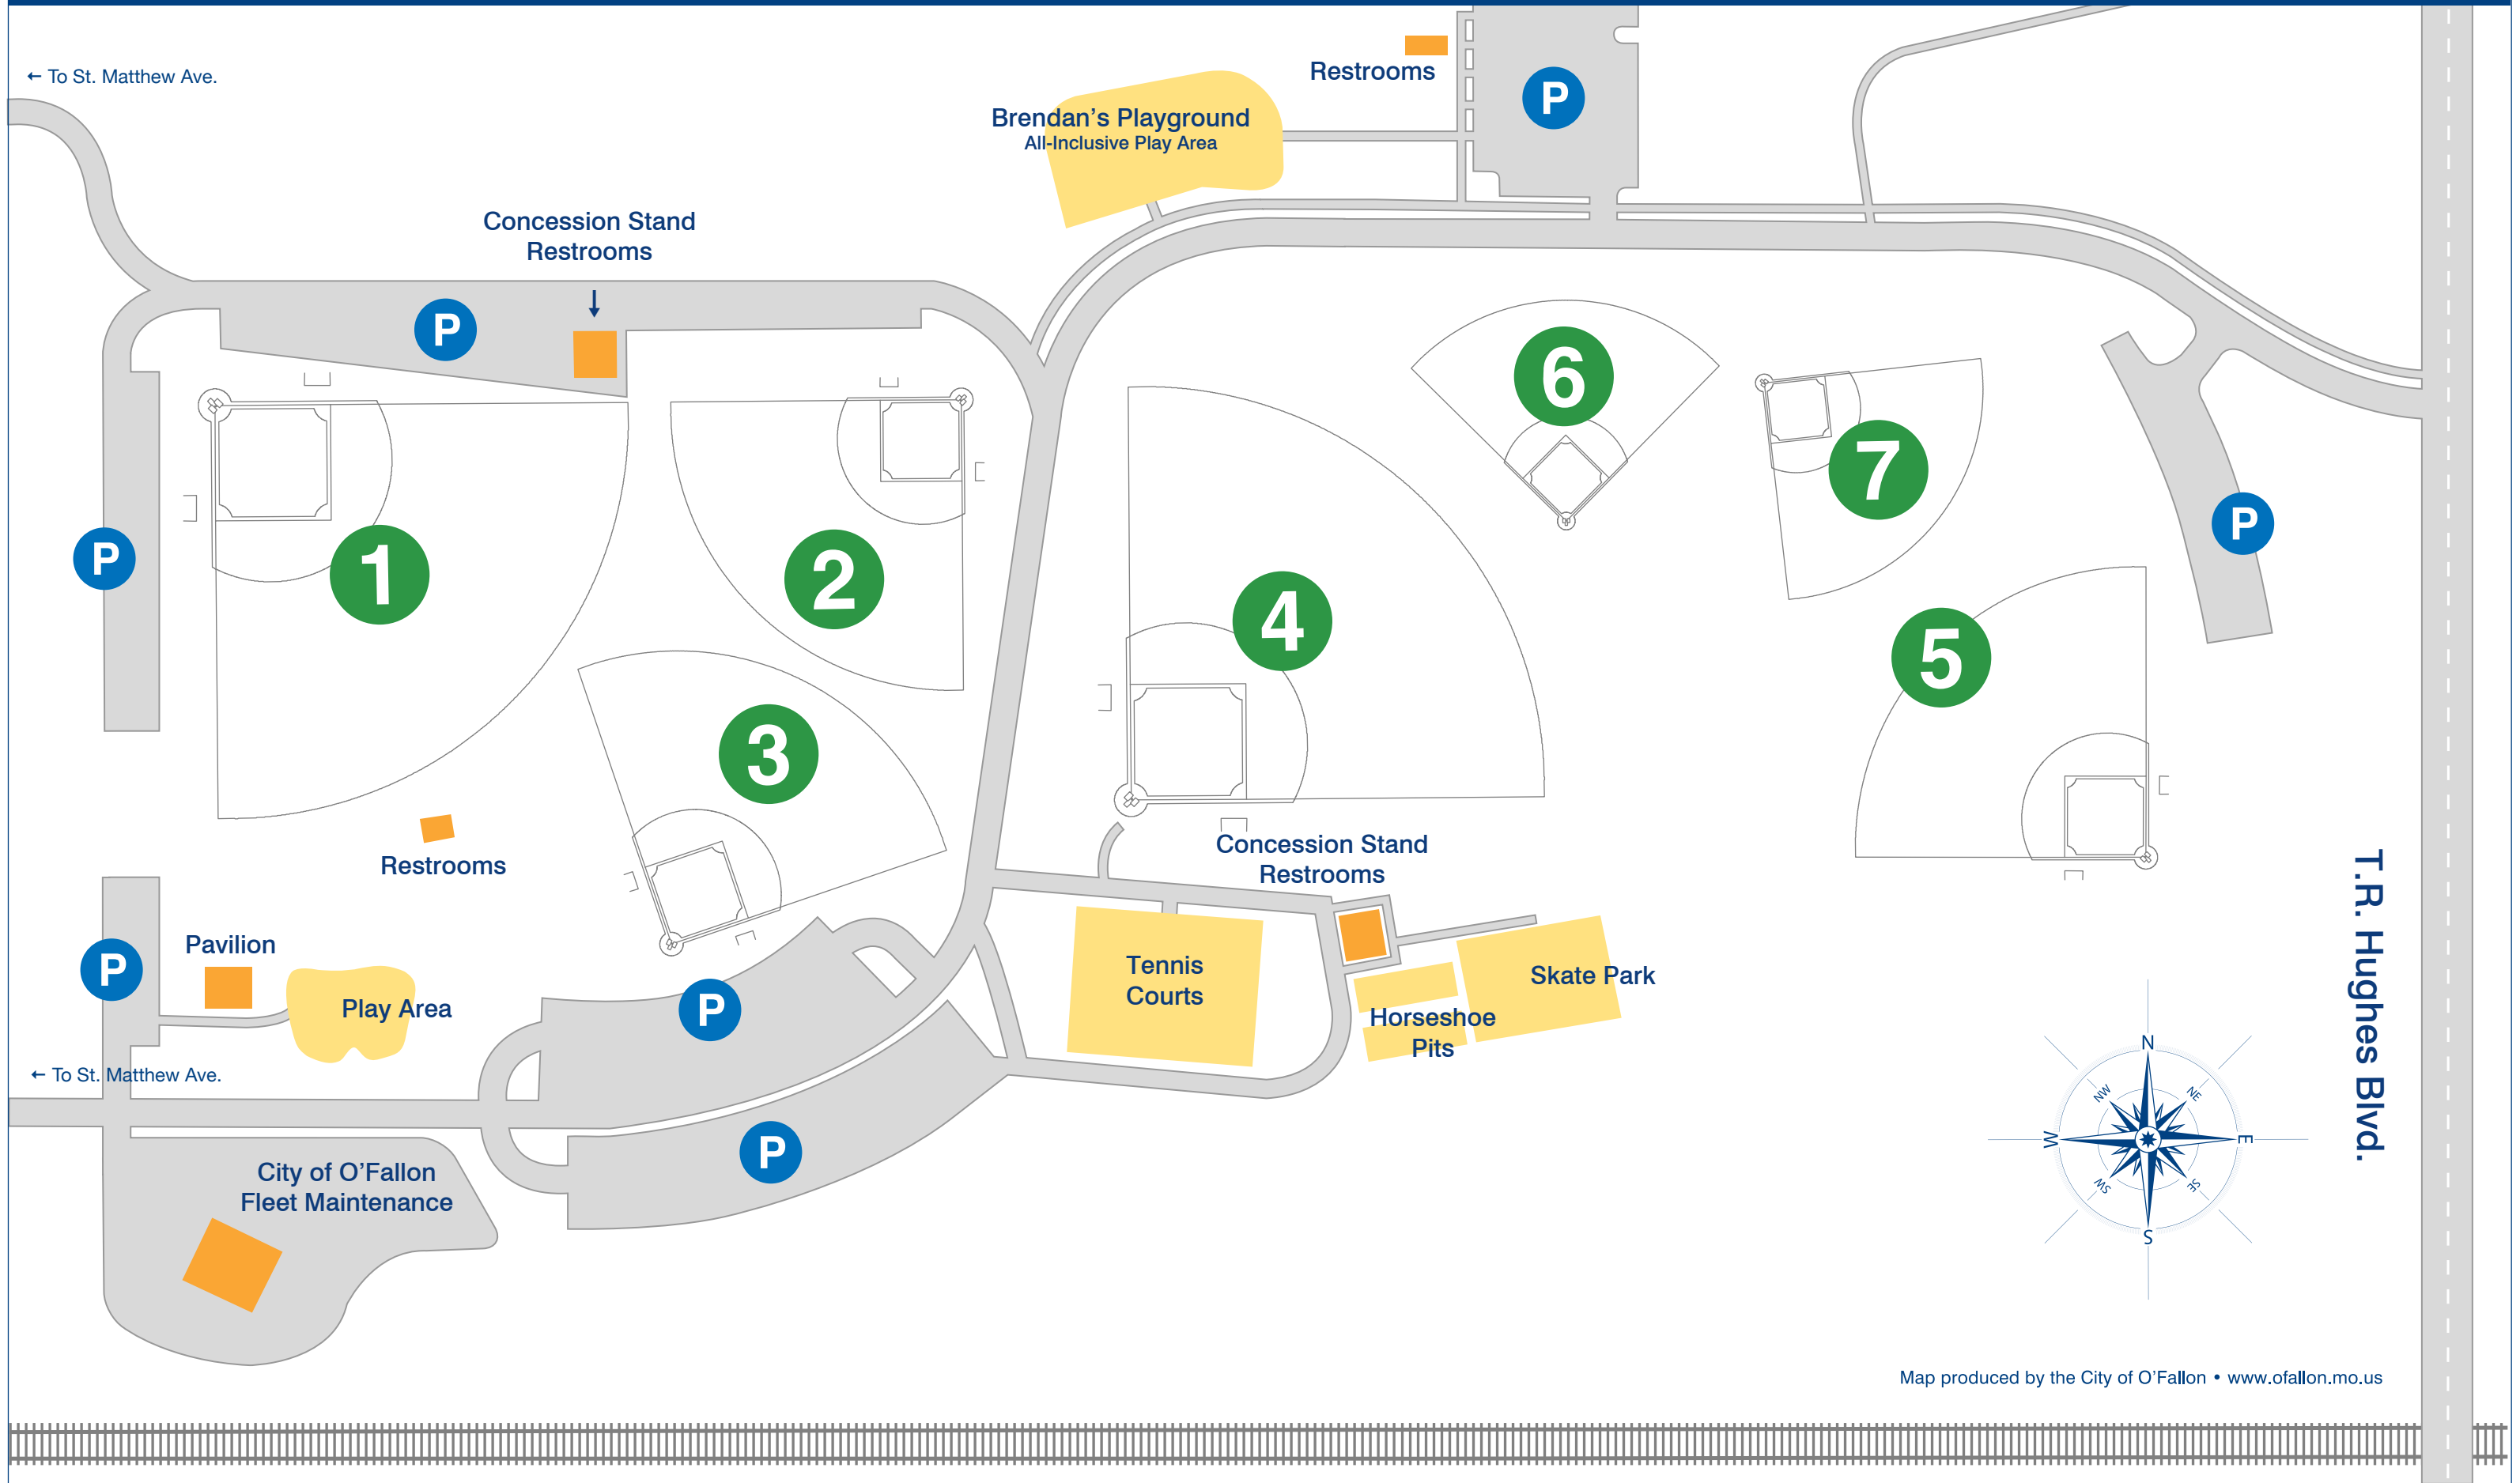 ← To St. Matthew Ave.
Restrooms
P
Brendan's Playground
All-Inclusive Play Area
Concession Stand
Restrooms
P
6
7
P
P
1
2
4
5
3
Concession Stand
Restrooms
Restrooms
T.R. Hughes Blvd.
Pavilion
P
Play Area
P
Tennis
Courts
Skate Park
Horseshoe
Pits
← To St. Matthew Ave.
P
City of O'Fallon
Fleet Maintenance
N
NW
NE
W
E
SW
SE
S
Map produced by the City of O'Fallon • www.ofallon.mo.us